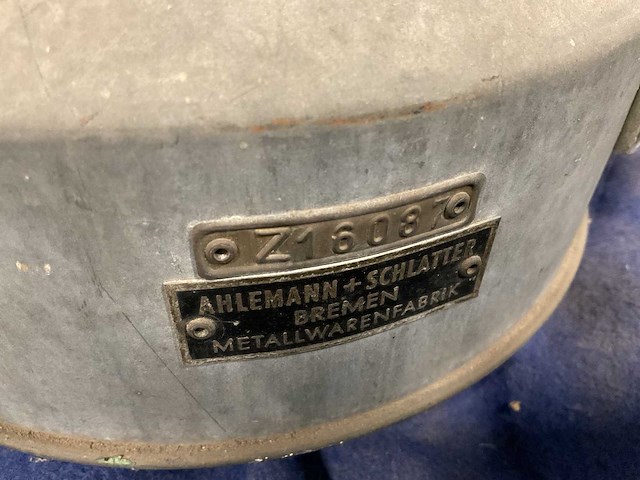 Z16087
AHLEMANN + SCHLATTER
BREMEN
METALLWARENFABRIK